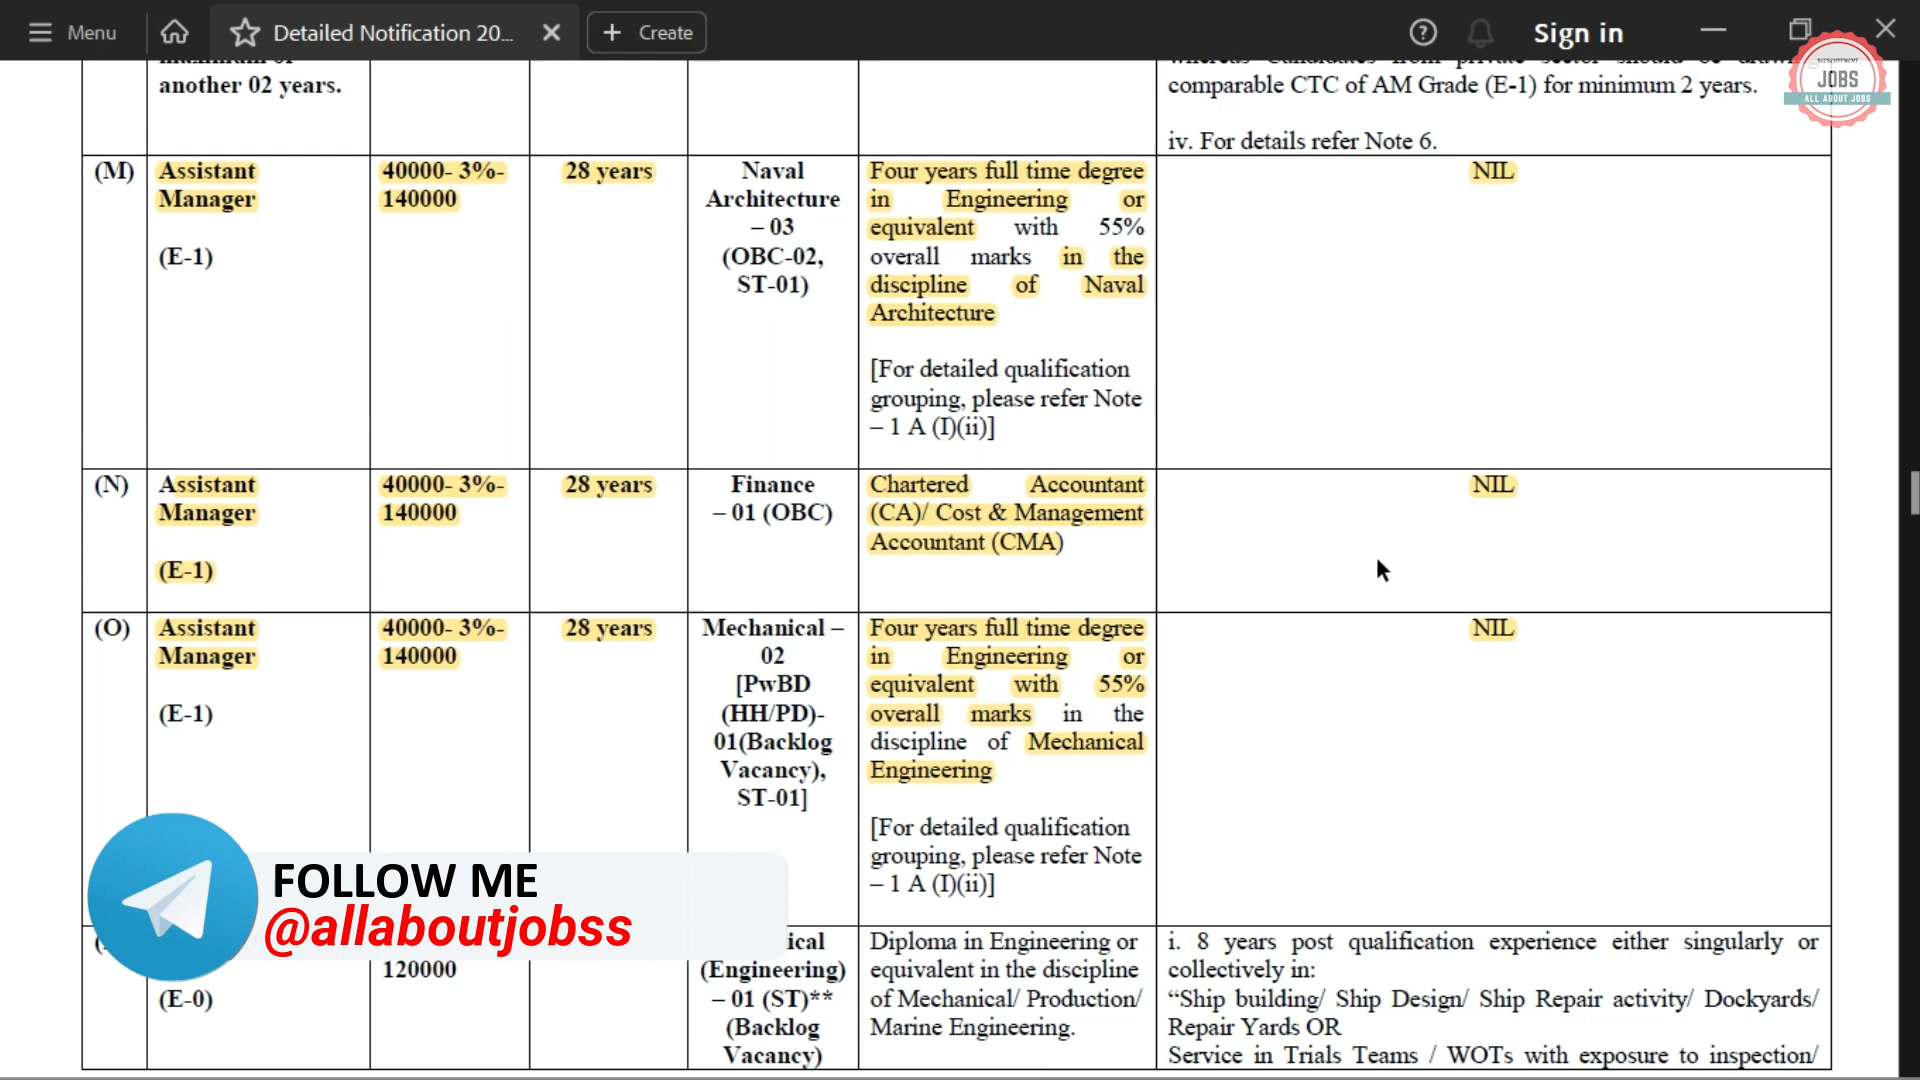 Menu
Detailed Notification 20...
Create
Sign in
RECRUITMENT
JOBS
ALL ABOUT JOBS
another 02 years.
comparable CTC of AM Grade (E-1) for minimum 2 years.
iv. For details refer Note 6.
(M)
Assistant
Manager
(E-1)
40000- 3%-
140000
28 years
Naval
Architecture
– 03
(OBC-02,
ST-01)
Four years full time degree
in Engineering or
equivalent with 55%
overall marks in the
discipline of Naval
Architecture
[For detailed qualification
grouping, please refer Note
– 1 A (I)(ii)]
NIL
(N)
Assistant
Manager
(E-1)
40000- 3%-
140000
28 years
Finance
– 01 (OBC)
Chartered Accountant
(CA)/ Cost & Management
Accountant (CMA)
NIL
(O)
Assistant
Manager
(E-1)
40000- 3%-
140000
28 years
Mechanical –
02
[PwBD
(HH/PD)-
01(Backlog
Vacancy),
ST-01]
Four years full time degree
in Engineering or
equivalent with 55%
overall marks in the
discipline of Mechanical
Engineering
[For detailed qualification
grouping, please refer Note
– 1 A (I)(ii)]
NIL
FOLLOW ME
@allaboutjobss
(E-0)
120000
ical
(Engineering)
– 01 (ST)**
(Backlog
Vacancy)
Diploma in Engineering or
equivalent in the discipline
of Mechanical/ Production/
Marine Engineering.
i. 8 years post qualification experience either singularly or
collectively in:
“Ship building/ Ship Design/ Ship Repair activity/ Dockyards/
Repair Yards OR
Service in Trials Teams / WOTs with exposure to inspection/